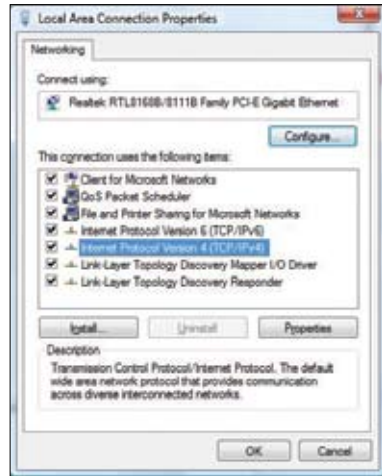 Local Area Connection Properties
Networking
Connect using:
Realtek RTL8168B/8111B Family PCI-E Gigabit Ethernet
Configure...
This connection uses the following items:
Client for Microsoft Networks
QoS Packet Scheduler
File and Printer Sharing for Microsoft Networks
Internet Protocol Version 6 (TCP/IPv6)
Internet Protocol Version 4 (TCP/IPv4)
Link-Layer Topology Discovery Mapper I/O Driver
Link-Layer Topology Discovery Responder
Install...
Uninstall
Properties
Description
Transmission Control Protocol/Internet Protocol. The default
wide area network protocol that provides communication
across diverse interconnected networks.
OK
Cancel